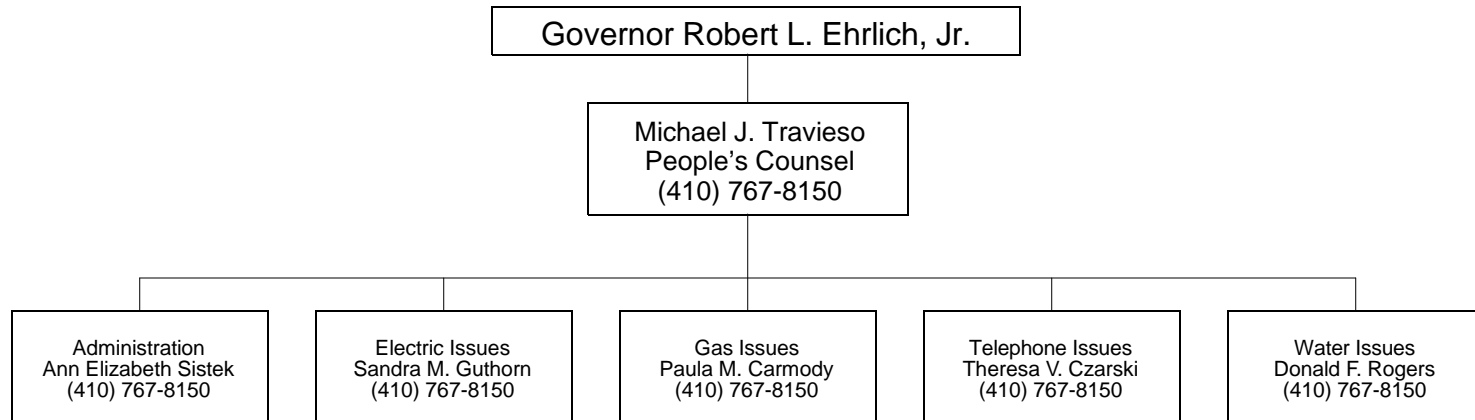 Governor Robert L. Ehrlich, Jr.
Michael J. Travieso
People’s Counsel
(410) 767-8150
Administration
Ann Elizabeth Sistek
(410) 767-8150
Electric Issues
Sandra M. Guthorn
(410) 767-8150
Gas Issues
Paula M. Carmody
(410) 767-8150
Telephone Issues
Theresa V. Czarski
(410) 767-8150
Water Issues
Donald F. Rogers
(410) 767-8150